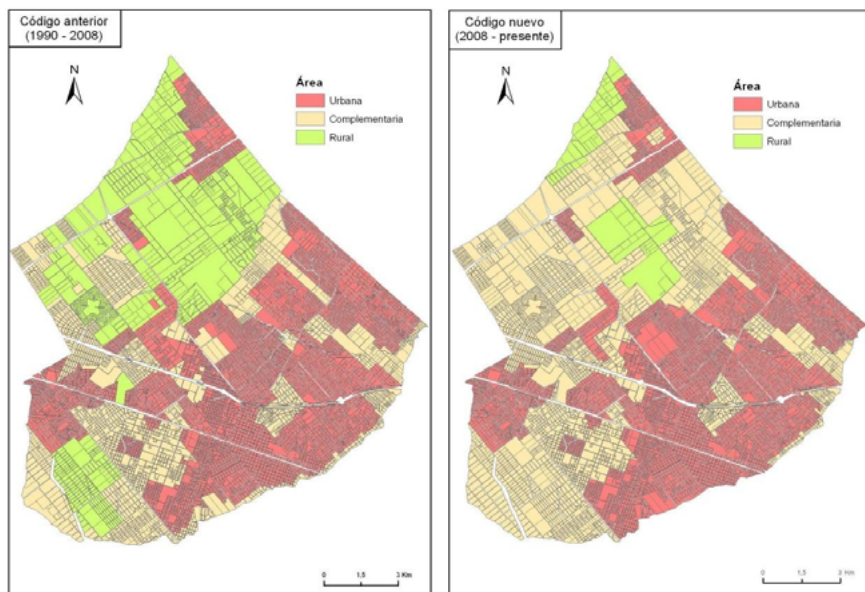 Código anterior
(1990 - 2008)
N
Área
Urbana
Complementaria
Rural
0 1,5 3 Km
Código nuevo
(2008 - presente)
N
Área
Urbana
Complementaria
Rural
0 1,5 3 Km